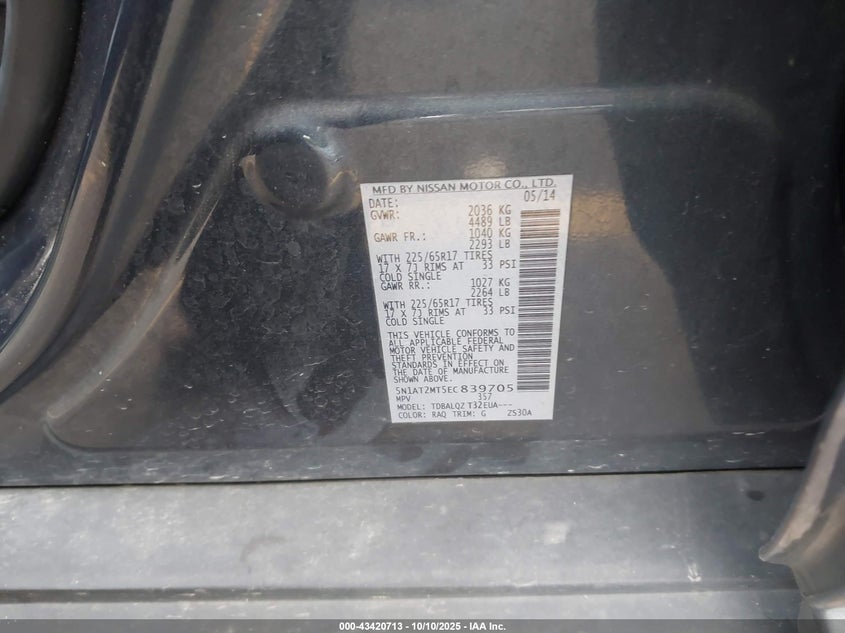 MFD BY NISSAN MOTOR CO., LTD.
DATE: 05/14
GVWR: 2036 KG
4489 LB
GAWR FR.: 1040 KG
2293 LB
WITH 225/65R17 TIRES
17 X 7J RIMS AT 33 PSI
COLD SINGLE
GAWR RR.: 1027 KG
2264 LB
WITH 225/65R17 TIRES
17 X 7J RIMS AT 33 PSI
COLD SINGLE
THIS VEHICLE CONFORMS TO
ALL APPLICABLE FEDERAL
MOTOR VEHICLE SAFETY AND
THEFT PREVENTION
STANDARDS IN EFFECT ON
THE DATE OF MANUFACTURE
SHOWN ABOVE.
5N1AT2MT5EC839705
MPV 357
MODEL: TDBALQZ T32EUA---
COLOR: RAQ TRIM: G 2S30A
000-43420713 - 10/10/2025 - IAA Inc.